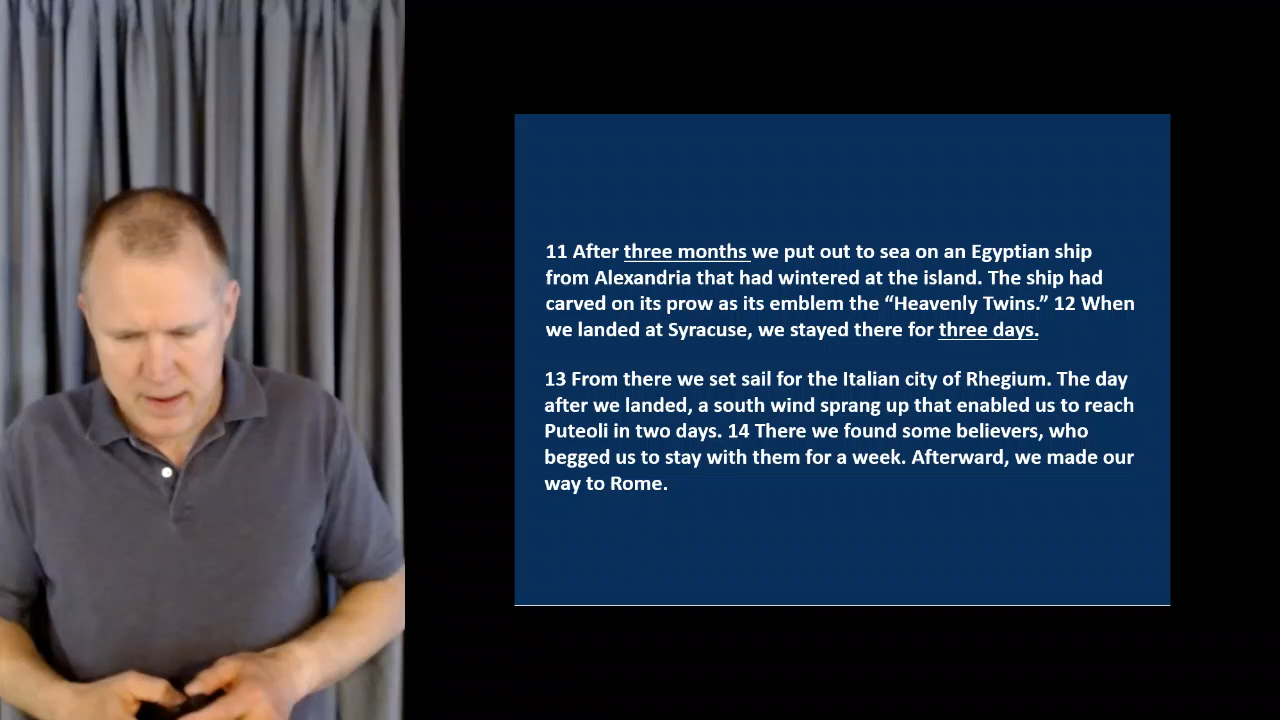 11 After three months we put out to sea on an Egyptian ship
from Alexandria that had wintered at the island. The ship had
carved on its prow as its emblem the “Heavenly Twins.” 12 When
we landed at Syracuse, we stayed there for three days.
13 From there we set sail for the Italian city of Rhegium. The day
after we landed, a south wind sprang up that enabled us to reach
Puteoli in two days. 14 There we found some believers, who
begged us to stay with them for a week. Afterward, we made our
way to Rome.